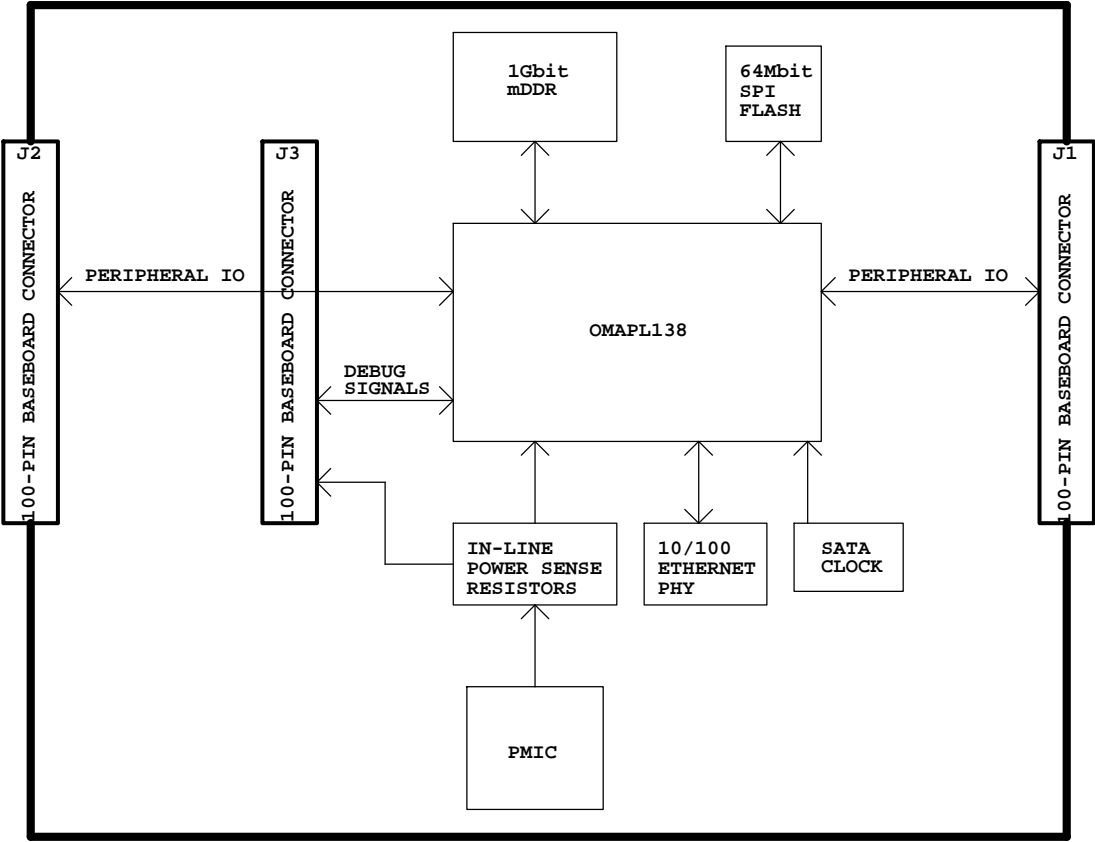 1Gbit
mDDR
64Mbit
SPI
FLASH
J2
J3
J1
100-PIN BASEBOARD CONNECTOR
100-PIN BASEBOARD CONNECTOR
100-PIN BASEBOARD CONNECTOR
PERIPHERAL IO
PERIPHERAL IO
OMAPL138
DEBUG
SIGNALS
IN-LINE
POWER SENSE
RESISTORS
10/100
ETHERNET
PHY
SATA
CLOCK
PMIC